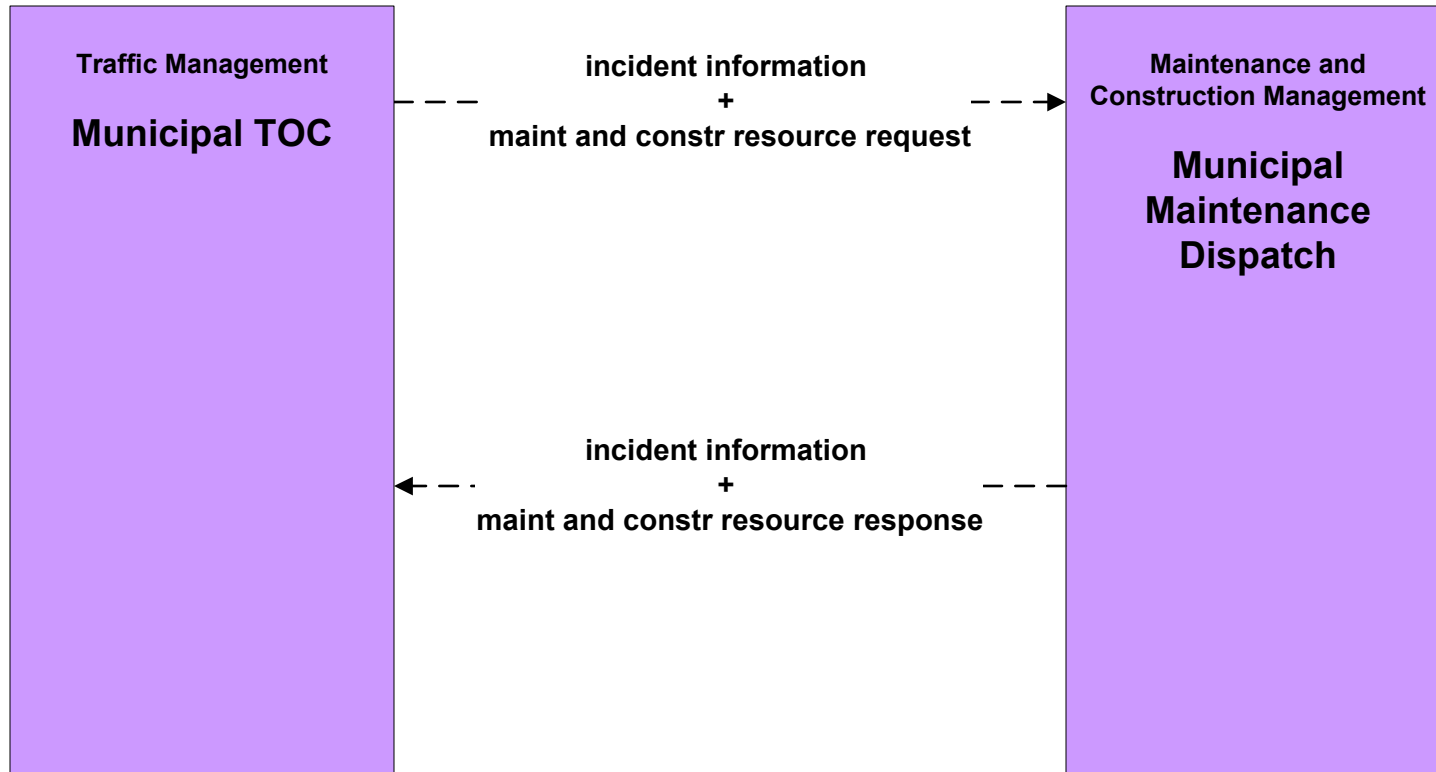 Traffic Management
Municipal TOC
incident information
+
maint and constr resource request
Maintenance and
Construction Management
Municipal
Maintenance
Dispatch
incident information
+
maint and constr resource response